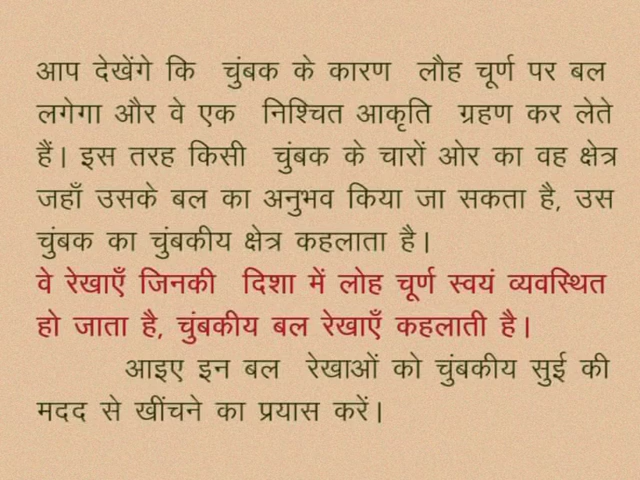 आप देखेंगे कि चुंबक के कारण लौह चूर्ण पर बल
लगेगा और वे एक निश्चित आकृति ग्रहण कर लेते
हैं। इस तरह किसी चुंबक के चारों ओर का वह क्षेत्र
जहाँ उसके बल का अनुभव किया जा सकता है, उस
चुंबक का चुंबकीय क्षेत्र कहलाता है।
वे रेखाएँ जिनकी दिशा में लोह चूर्ण स्वयं व्यवस्थित
हो जाता है, चुंबकीय बल रेखाएँ कहलाती है।
आइए इन बल रेखाओं को चुंबकीय सुई की
मदद से खींचने का प्रयास करें।